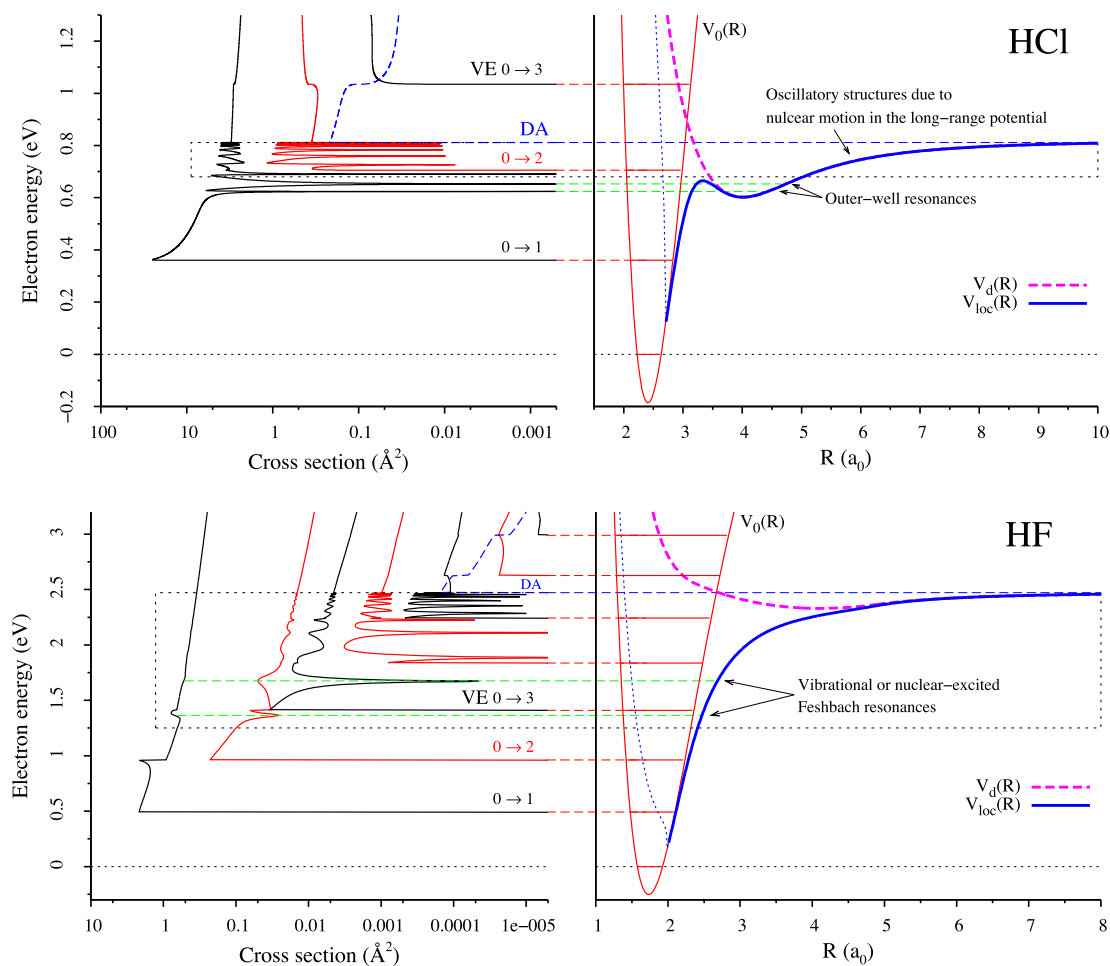 HCl
V0(R)
1.2
VE 0 → 3
1
Oscillatory structures due to
nulcear motion in the long−range potential
DA
0.8
0 → 2
Electron energy (eV)
0.6
Outer−well resonances
0.4
0 → 1
Vd(R)
Vloc(R)
0.2
0
−0.2
100 10 1 0.1 0.01 0.001
2 3 4 5 6 7 8 9 10
Cross section (Å2)
R (a0)
HF
V0(R)
3
DA
2.5
2
Electron energy (eV)
1.5
VE 0 → 3
Vibrational or nuclear−excited
Feshbach resonances
1
0 → 2
Vd(R)
Vloc(R)
0.5
0 → 1
0
10 1 0.1 0.01 0.001 0.0001 1e−005
1 2 3 4 5 6 7 8
Cross section (Å2)
R (a0)